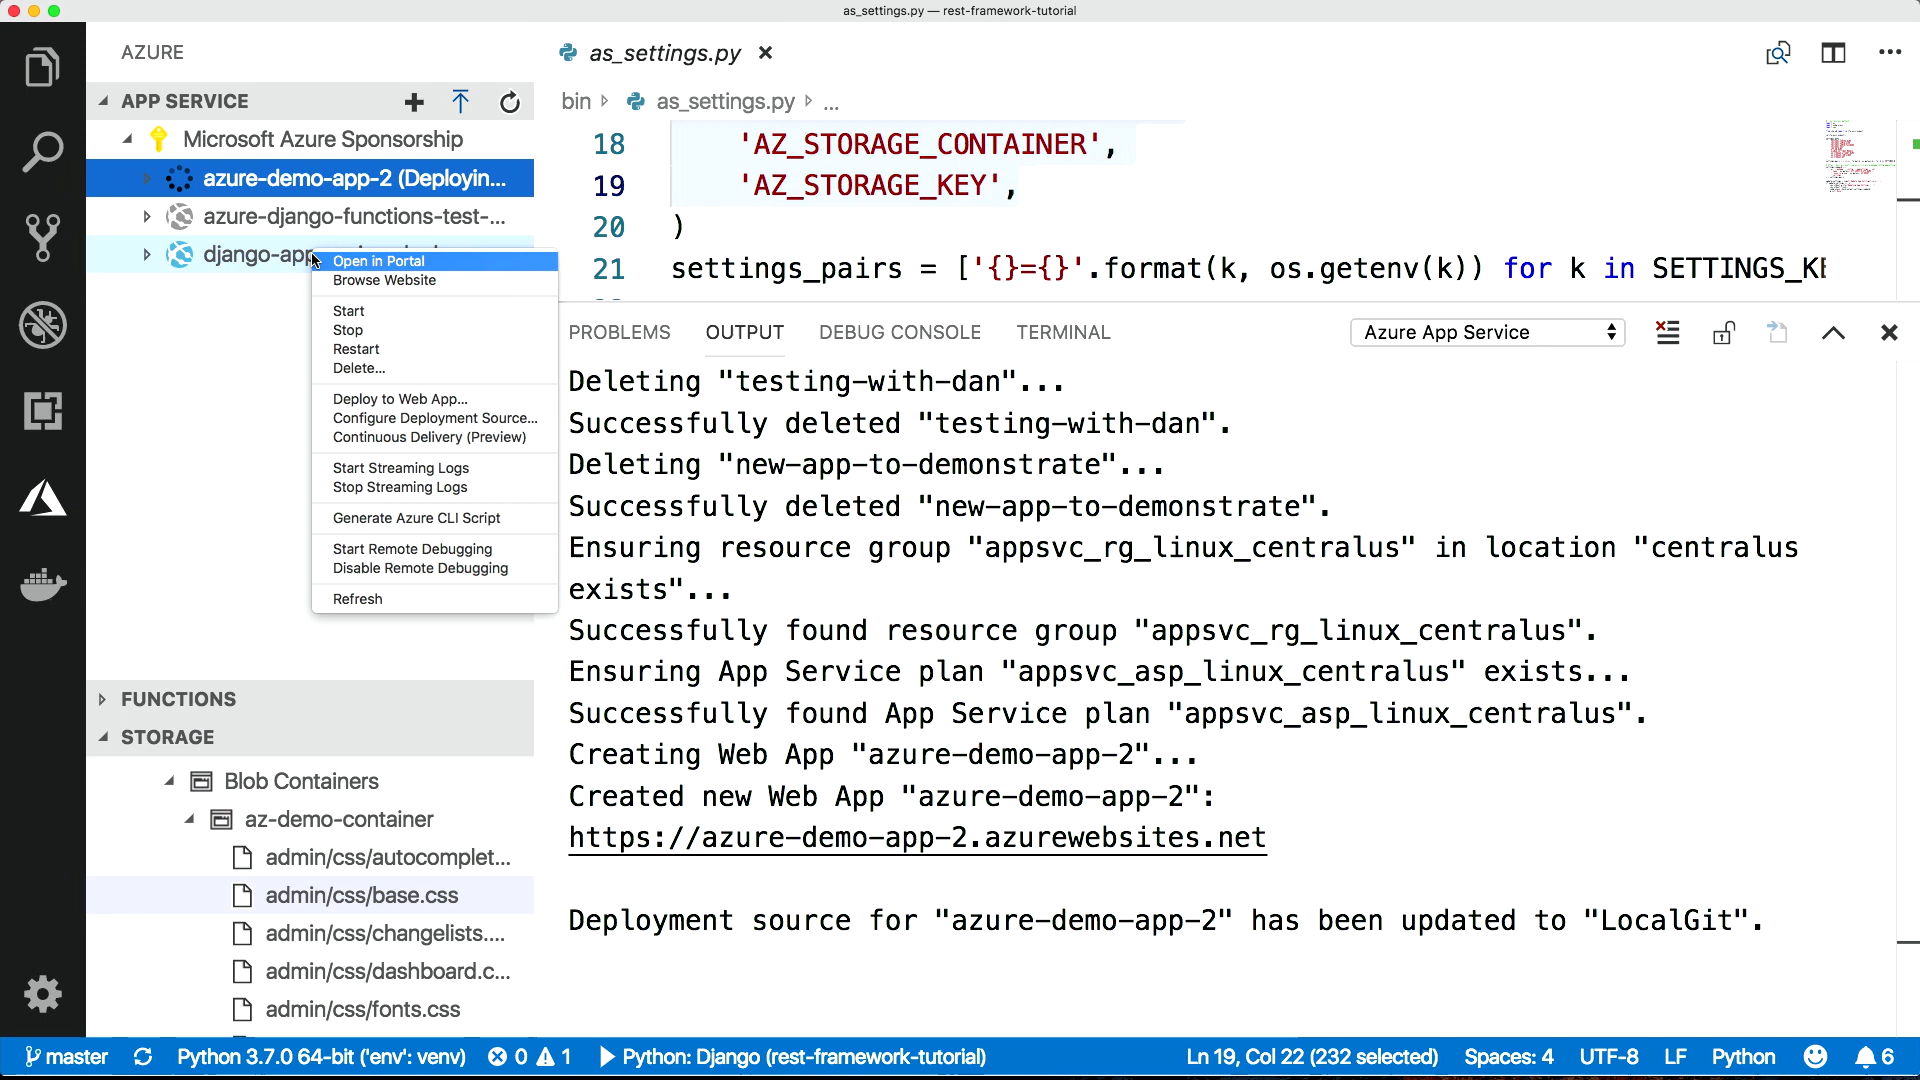 as_settings.py — rest-framework-tutorial
AZURE
APP SERVICE
Microsoft Azure Sponsorship
azure-demo-app-2 (Deployin...
azure-django-functions-test-...
django-app
Open in Portal
Browse Website
Start
Stop
Restart
Delete...
Deploy to Web App...
Configure Deployment Source...
Continuous Delivery (Preview)
Start Streaming Logs
Stop Streaming Logs
Generate Azure CLI Script
Start Remote Debugging
Disable Remote Debugging
Refresh
FUNCTIONS
STORAGE
Blob Containers
az-demo-container
admin/css/autocomplet...
admin/css/base.css
admin/css/changelists....
admin/css/dashboard.c...
admin/css/fonts.css
as_settings.py
bin as_settings.py ...
18 'AZ_STORAGE_CONTAINER',
19 'AZ_STORAGE_KEY',
20 )
21 settings_pairs = ['{}={}'.format(k, os.getenv(k)) for k in SETTINGS_KE
PROBLEMS OUTPUT DEBUG CONSOLE TERMINAL Azure App Service
Deleting "testing-with-dan"...
Successfully deleted "testing-with-dan".
Deleting "new-app-to-demonstrate"...
Successfully deleted "new-app-to-demonstrate".
Ensuring resource group "appsvc_rg_linux_centralus" in location "centralus
exists"...
Successfully found resource group "appsvc_rg_linux_centralus".
Ensuring App Service plan "appsvc_asp_linux_centralus" exists...
Successfully found App Service plan "appsvc_asp_linux_centralus".
Creating Web App "azure-demo-app-2"...
Created new Web App "azure-demo-app-2":
https://azure-demo-app-2.azurewebsites.net
Deployment source for "azure-demo-app-2" has been updated to "LocalGit".
master Python 3.7.0 64-bit ('env': venv) 0 1 Python: Django (rest-framework-tutorial) Ln 19, Col 22 (232 selected) Spaces: 4 UTF-8 LF Python 6